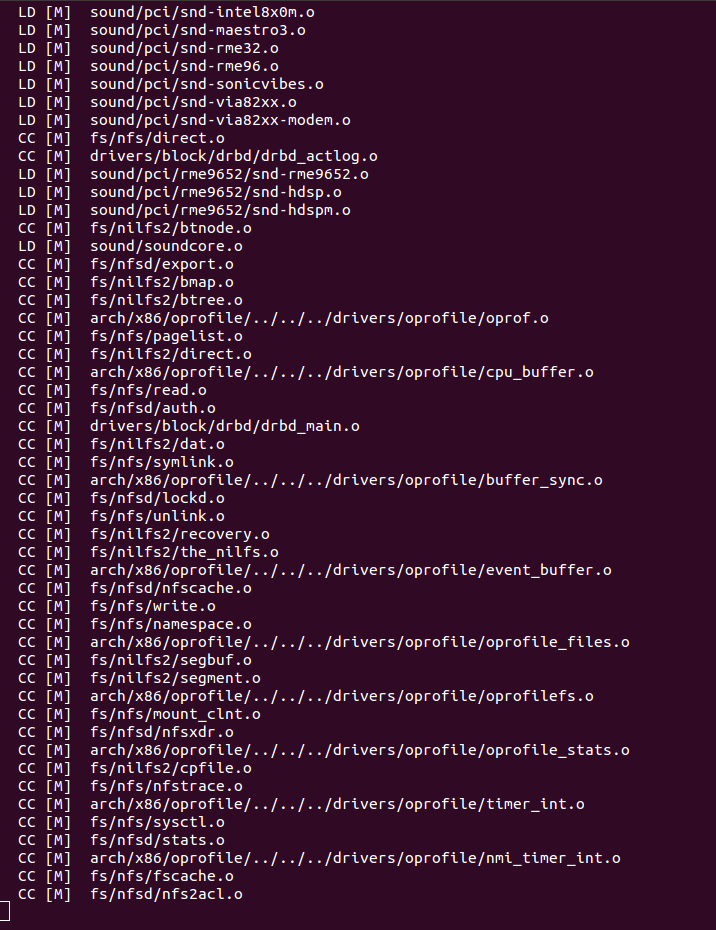 LD [M]  sound/pci/snd-intel8x0m.o
LD [M]  sound/pci/snd-maestro3.o
LD [M]  sound/pci/snd-rme32.o
LD [M]  sound/pci/snd-rme96.o
LD [M]  sound/pci/snd-sonicvibes.o
LD [M]  sound/pci/snd-via82xx.o
LD [M]  sound/pci/snd-via82xx-modem.o
CC [M]  fs/nfs/direct.o
CC [M]  drivers/block/drbd/drbd_actlog.o
LD [M]  sound/pci/rme9652/snd-rme9652.o
LD [M]  sound/pci/rme9652/snd-hdsp.o
LD [M]  sound/pci/rme9652/snd-hdspm.o
CC [M]  fs/nilfs2/btnode.o
LD [M]  sound/soundcore.o
CC [M]  fs/nfsd/export.o
CC [M]  fs/nilfs2/bmap.o
CC [M]  fs/nilfs2/btree.o
CC [M]  arch/x86/oprofile/../../../drivers/oprofile/oprof.o
CC [M]  fs/nfs/pagelist.o
CC [M]  fs/nilfs2/direct.o
CC [M]  arch/x86/oprofile/../../../drivers/oprofile/cpu_buffer.o
CC [M]  fs/nfs/read.o
CC [M]  fs/nfsd/auth.o
CC [M]  drivers/block/drbd/drbd_main.o
CC [M]  fs/nilfs2/dat.o
CC [M]  fs/nfs/symlink.o
CC [M]  arch/x86/oprofile/../../../drivers/oprofile/buffer_sync.o
CC [M]  fs/nfsd/lockd.o
CC [M]  fs/nfs/unlink.o
CC [M]  fs/nilfs2/recovery.o
CC [M]  fs/nilfs2/the_nilfs.o
CC [M]  arch/x86/oprofile/../../../drivers/oprofile/event_buffer.o
CC [M]  fs/nfsd/nfscache.o
CC [M]  fs/nfs/write.o
CC [M]  fs/nfs/namespace.o
CC [M]  arch/x86/oprofile/../../../drivers/oprofile/oprofile_files.o
CC [M]  fs/nilfs2/segbuf.o
CC [M]  fs/nilfs2/segment.o
CC [M]  arch/x86/oprofile/../../../drivers/oprofile/oprofilefs.o
CC [M]  fs/nfs/mount_clnt.o
CC [M]  fs/nfsd/nfsxdr.o
CC [M]  arch/x86/oprofile/../../../drivers/oprofile/oprofile_stats.o
CC [M]  fs/nilfs2/cpfile.o
CC [M]  fs/nfs/nfstrace.o
CC [M]  arch/x86/oprofile/../../../drivers/oprofile/timer_int.o
CC [M]  fs/nfs/sysctl.o
CC [M]  fs/nfsd/stats.o
CC [M]  arch/x86/oprofile/../../../drivers/oprofile/nmi_timer_int.o
CC [M]  fs/nfs/fscache.o
CC [M]  fs/nfsd/nfs2acl.o